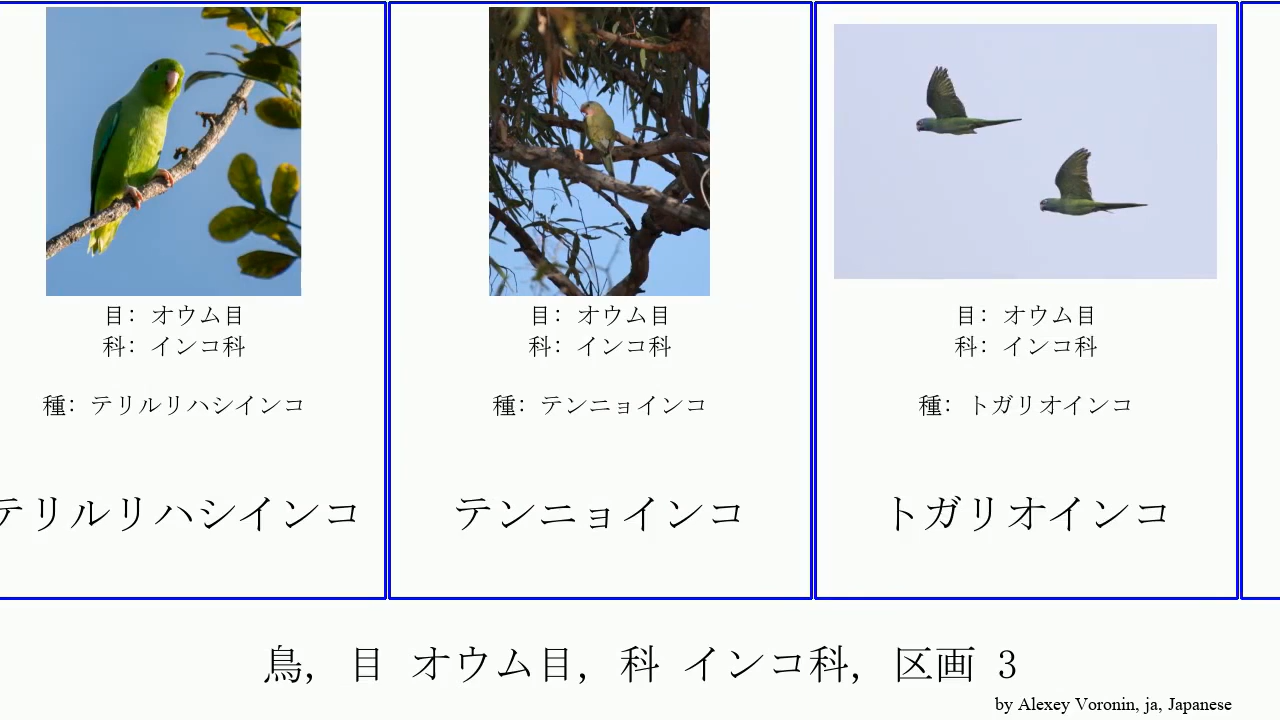 目: オウム目
科: インコ科
種: テリルリハシインコ
テリルリハシインコ
目: オウム目
科: インコ科
種: テンニョインコ
テンニョインコ
目: オウム目
科: インコ科
種: トガリオインコ
トガリオインコ
鳥, 目 オウム目, 科 インコ科, 区画 3
by Alexey Voronin, ja, Japanese